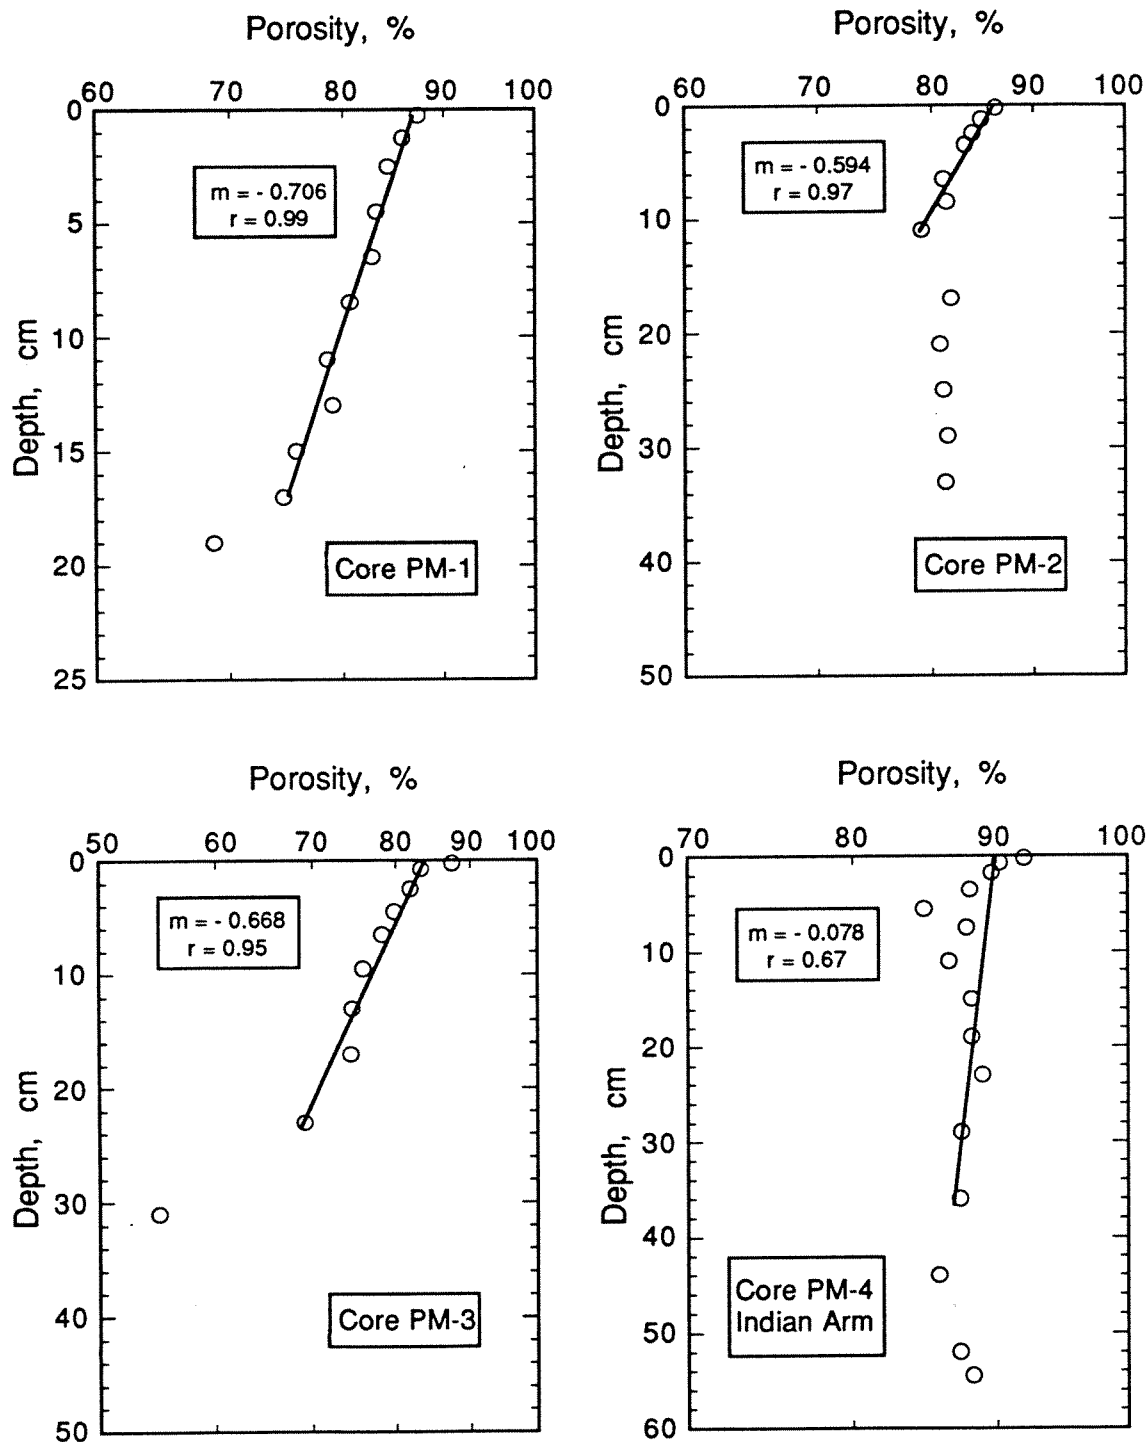 Porosity, %
60 70 80 90 100
0
5
10
15
20
25
Depth, cm
m = - 0.706
r = 0.99
Core PM-1
Porosity, %
60 70 80 90 100
0
10
20
30
40
50
Depth, cm
m = - 0.594
r = 0.97
Core PM-2
Porosity, %
50 60 70 80 90 100
0
10
20
30
40
50
Depth, cm
m = - 0.668
r = 0.95
Core PM-3
Porosity, %
70 80 90 100
0
10
20
30
40
50
60
Depth, cm
m = - 0.078
r = 0.67
Core PM-4
Indian Arm